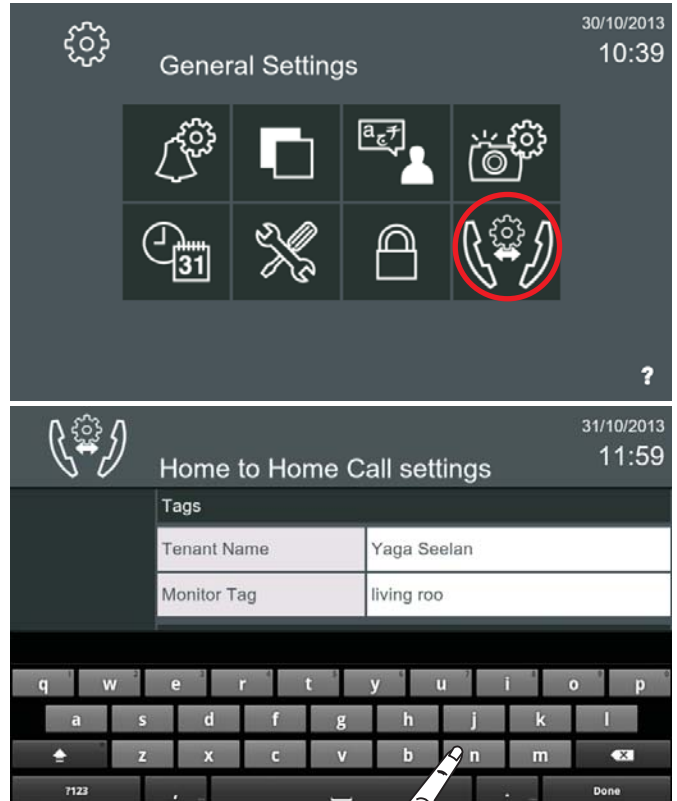 30/10/2013
General Settings
10:39
31
?
31/10/2013
Home to Home Call settings
11:59
Tags
Tenant Name Yaga Seelan
Monitor Tag living roo
q w e r t y u i o p
a s d f g h j k l
z x c v b n m
?123 , . Done